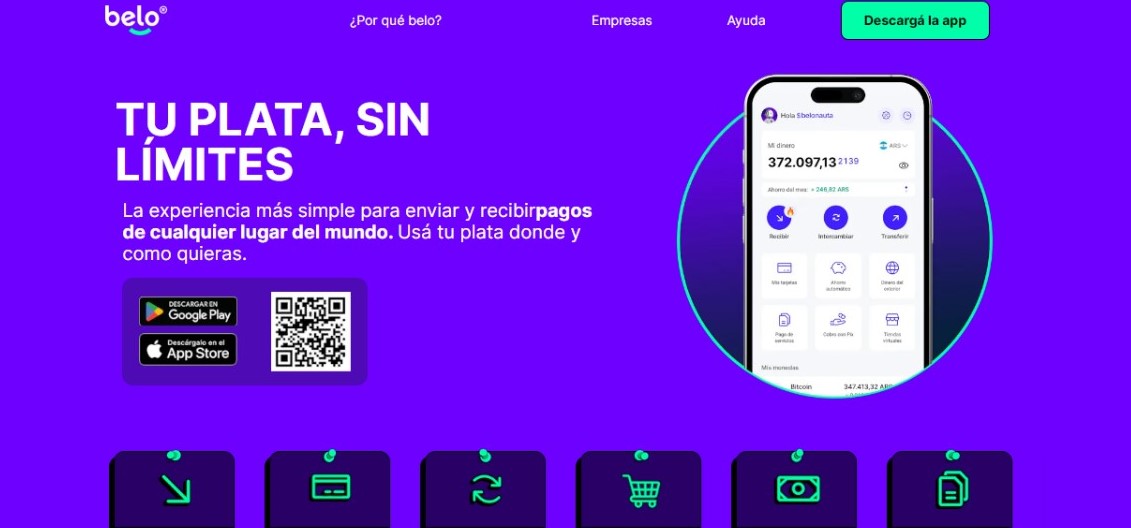 belo®
¿Por qué belo?
Empresas
Ayuda
Descargá la app
TU PLATA, SIN
LÍMITES
La experiencia más simple para enviar y recibirpagos
de cualquier lugar del mundo. Usá tu plata donde y
como quieras.
DESCARGAR EN
Google Play
Descárgalo en el
App Store
Hola $belonauta
Mi dinero
ARS
372.097,132139
Ahorro del mes: + 246,82 ARS
Recibir
Intercambiar
Transferir
Mis tarjetas
Ahorro
automático
Dinero del
exterior
Pago de
servicios
Cobro con Pix
Tiendas
virtuales
Mis monedas
Bitcoin
347.413,32 ARS